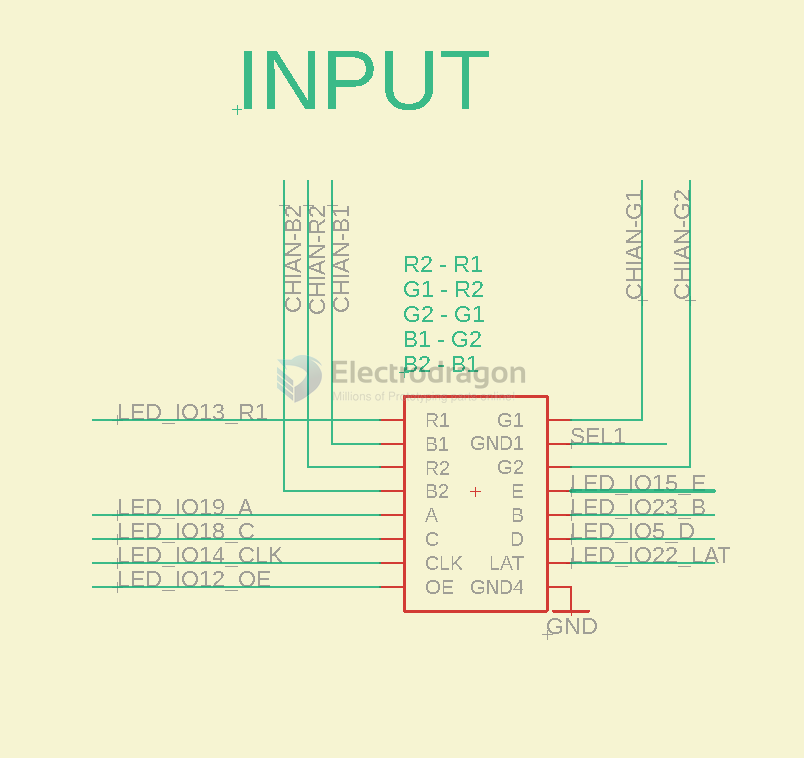 INPUT
CHIAN-B2
CHIAN-R2
CHIAN-B1
CHIAN-G1
CHIAN-G2
R2 - R1
G1 - R2
G2 - G1
B1 - G2
B2 - B1
Electrodragon
Millions of Prototyping parts online!
LED_IO13_R1
R1 G1
B1 GND1 SEL1
R2 G2
B2 E LED_IO15_E
LED_IO19_A A B LED_IO23_B
LED_IO18_C C D LED_IO5_D
LED_IO14_CLK CLK LAT LED_IO22_LAT
LED_IO12_OE OE GND4
GND